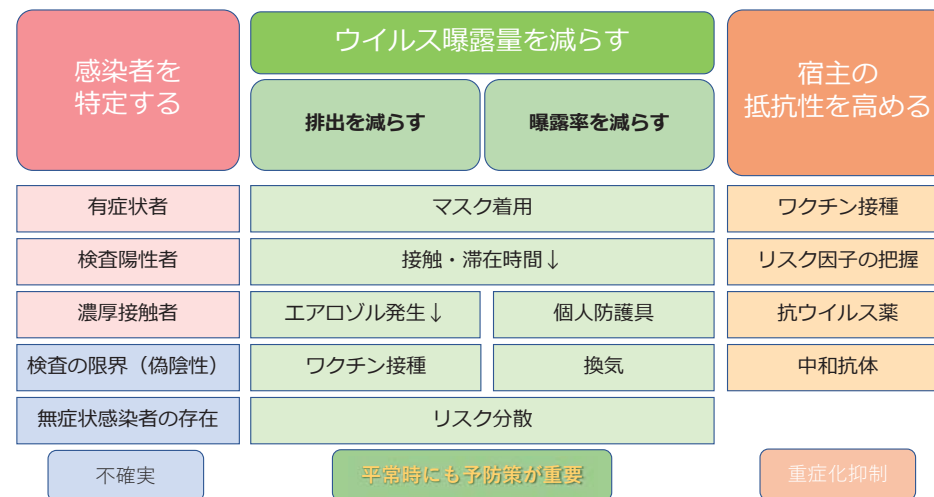 感染者を
特定する
ウイルス曝露量を減らす
排出を減らす
曝露率を減らす
宿主の
抵抗性を高める
有症状者
マスク着用
ワクチン接種
検査陽性者
接触・滞在時間↓
リスク因子の把握
濃厚接触者
エアロゾル発生↓
個人防護具
抗ウイルス薬
検査の限界（偽陰性）
ワクチン接種
換気
中和抗体
無症状感染者の存在
リスク分散
不確実
平常時にも予防策が重要
重症化抑制